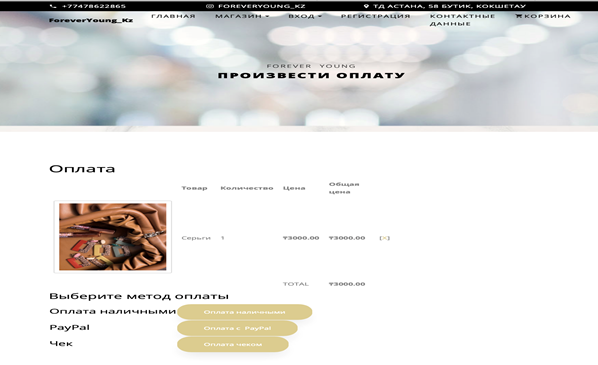 +77478622865 FOREVERYOUNG_KZ ТД АСТАНА, 58 БУТИК, КОКШЕТАУ
ForeverYoung_Kz ГЛАВНАЯ МАГАЗИН ВХОД РЕГИСТРАЦИЯ КОНТАКТНЫЕ ДАННЫЕ КОРЗИНА
FOREVER YOUNG
ПРОИЗВЕСТИ ОПЛАТУ
Оплата
Товар Количество Цена Общая цена
Серьги 1 ₸3000.00 ₸3000.00 [X]
TOTAL ₸3000.00
Выберите метод оплаты
Оплата наличными Оплата наличными
PayPal Оплата с PayPal
Чек Оплата чеком